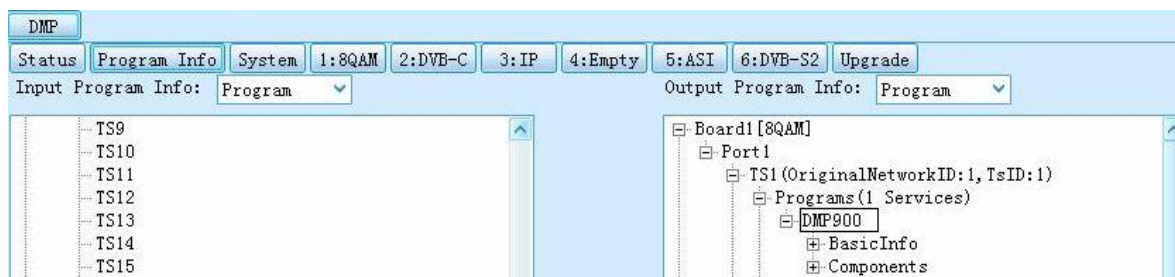 DMP
Status Program Info System 1:8QAM 2:DVB-C 3:IP 4:Empty 5:ASI 6:DVB-S2 Upgrade
Input Program Info: Program Output Program Info: Program
TS9
TS10
TS11
TS12
TS13
TS14
TS15
Board1[8QAM]
Port1
TS1(OriginalNetworkID:1,TsID:1)
Programs(1 Services)
DMP900
BasicInfo
Components